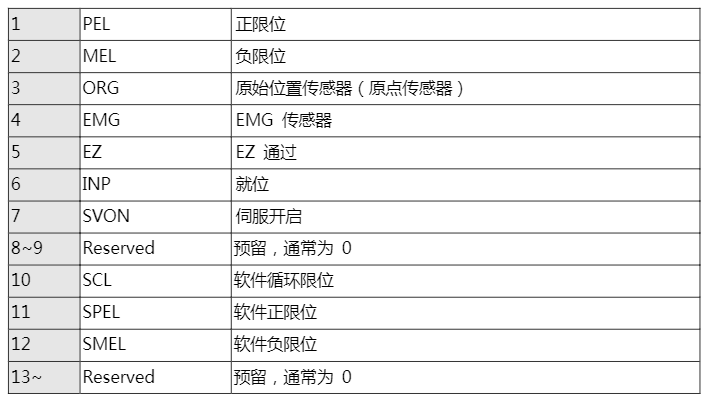 1 PEL 正限位
2 MEL 负限位
3 ORG 原始位置传感器（原点传感器）
4 EMG EMG 传感器
5 EZ EZ 通过
6 INP 就位
7 SVON 伺服开启
8~9 Reserved 预留，通常为 0
10 SCL 软件循环限位
11 SPEL 软件正限位
12 SMEL 软件负限位
13~ Reserved 预留，通常为 0